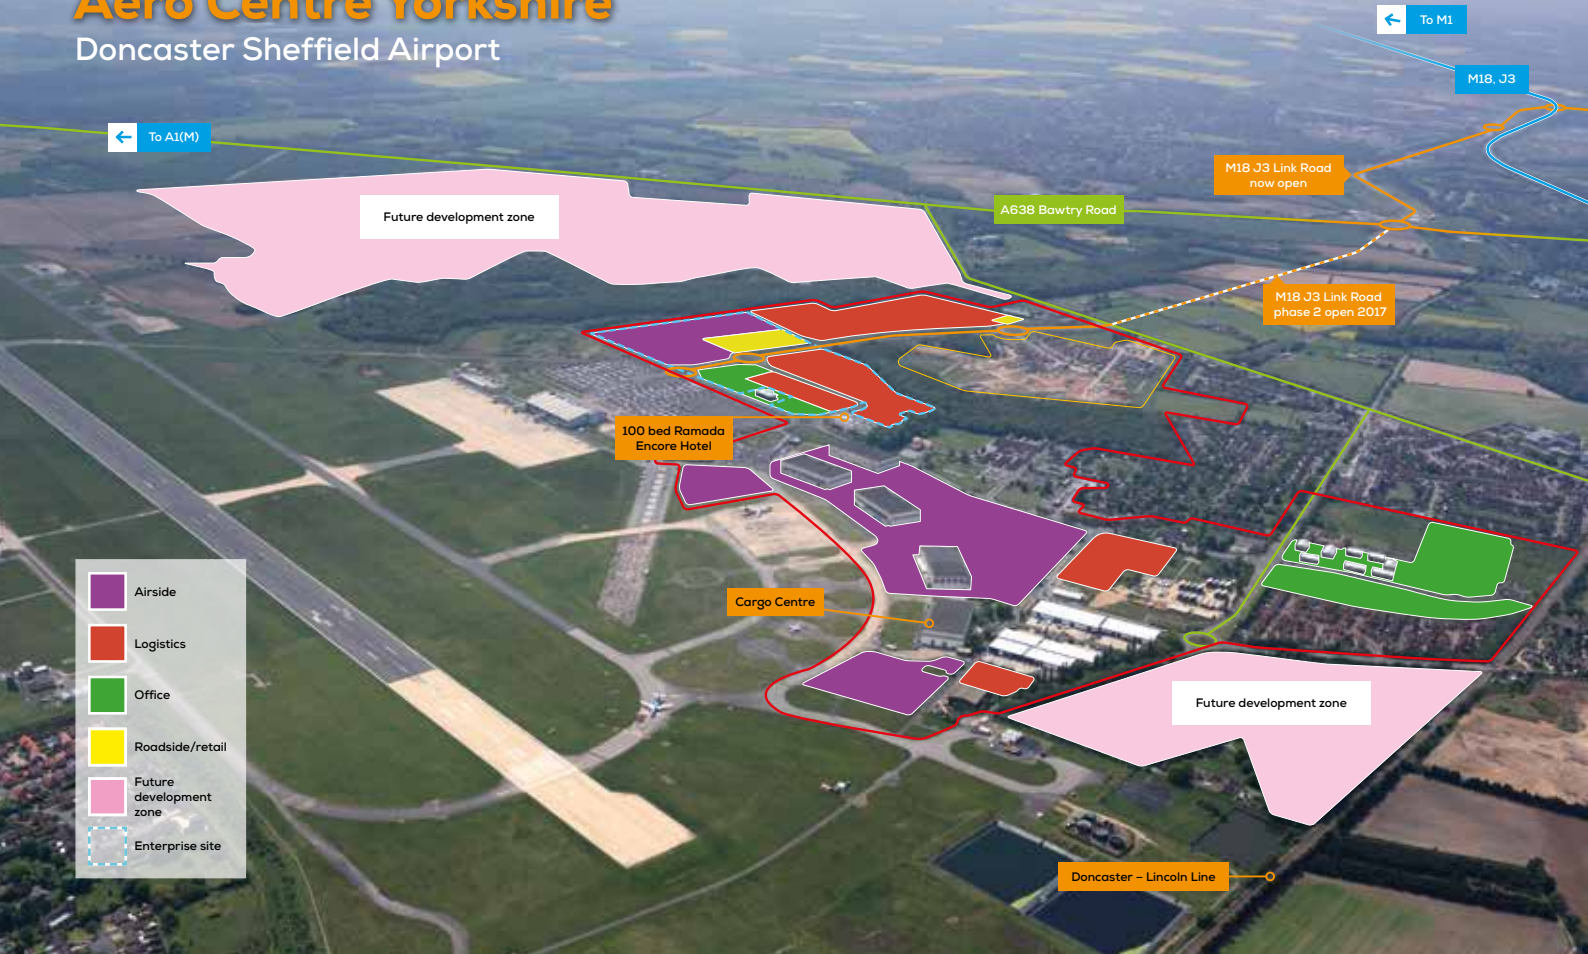 Aero Centre Yorkshire
Doncaster Sheffield Airport
To M1
M18, J3
To A1(M)
M18 J3 Link Road
now open
Future development zone
A638 Bawtry Road
M18 J3 Link Road
phase 2 open 2017
100 bed Ramada
Encore Hotel
Cargo Centre
Airside
Logistics
Office
Roadside/retail
Future
development
zone
Enterprise site
Future development zone
Doncaster – Lincoln Line